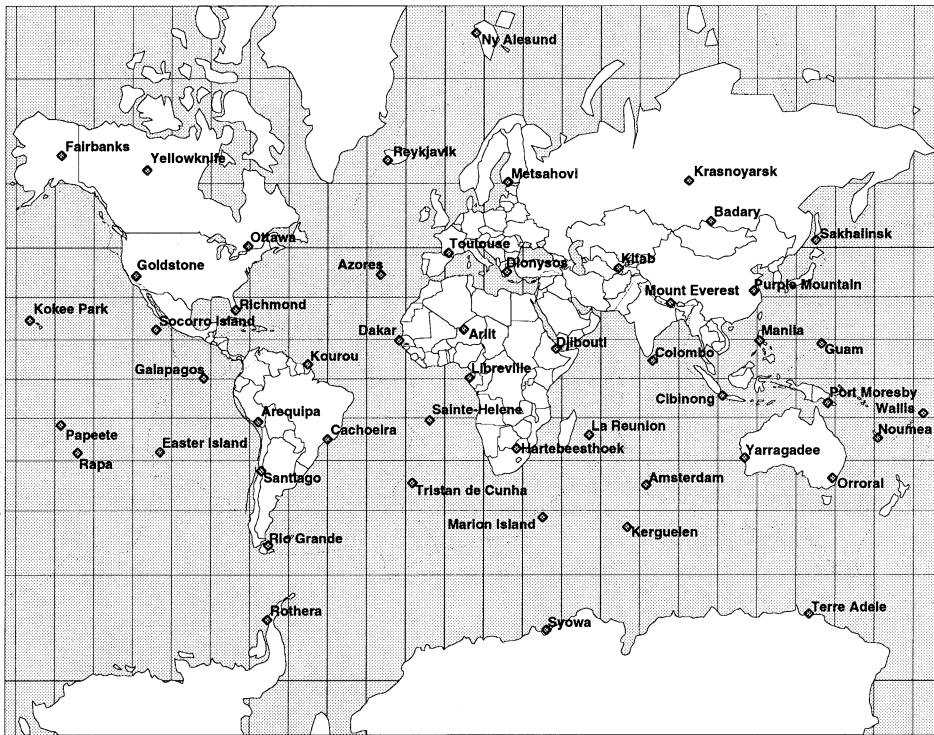 Ny Alesund
Fairbanks
Yellowknife
Reykjavik
Metsahovi
Krasnoyarsk
Badary
Ottawa
Toulouse
Sakhalinsk
Goldstone
Azores
Dionysos
Kitab
Mount Everest
Purple Mountain
Kokee Park
Richmond
Socorro Island
Dakar
Arlit
Djibouti
Manila
Guam
Colombo
Kourou
Galapagos
Libreville
Cibinong
Port Moresby
Wallis
Arequipa
Sainte-Helene
La Reunion
Papeete
Easter Island
Cachoeira
Noumea
Rapa
Hartebeesthoek
Yarragadee
Santiago
Tristan de Cunha
Amsterdam
Orroral
Marion Island
Kerguelen
Rio Grande
Rothera
Syowa
Terre Adele